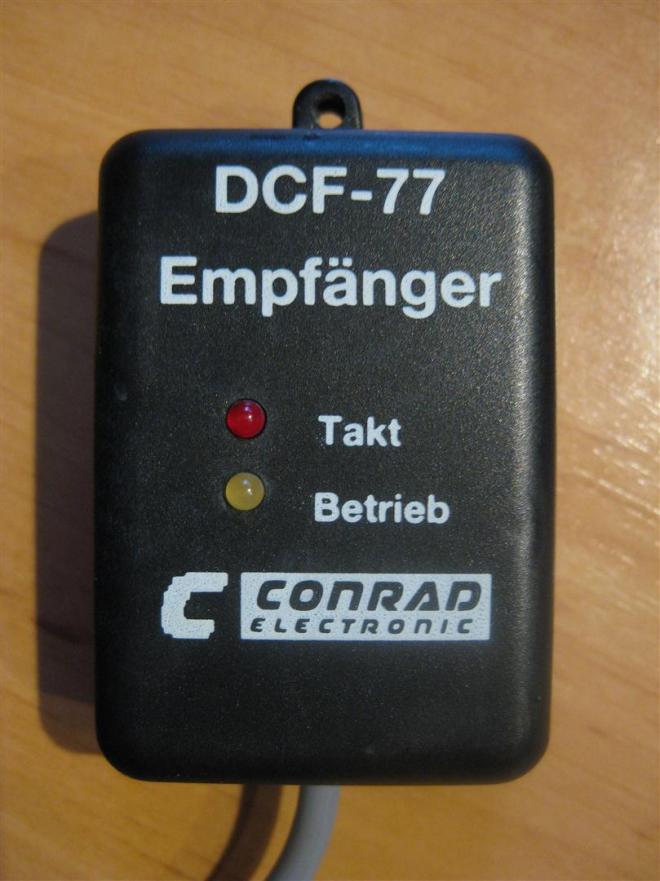 DCF-77
Empfänger
Takt
Betrieb
C CONRAD
ELECTRONIC